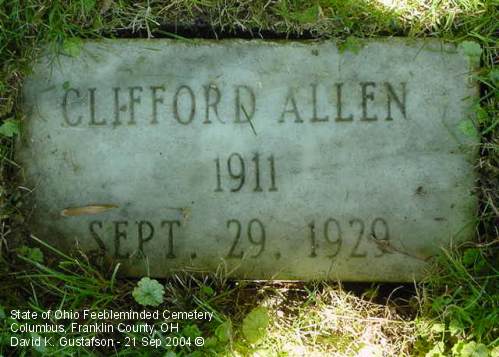 CLIFFORD ALLEN
1911
SEPT. 29. 1929
State of Ohio Feebleminded Cemetery
Columbus, Franklin County, OH
David K. Gustafson - 21 Sep 2004 ©